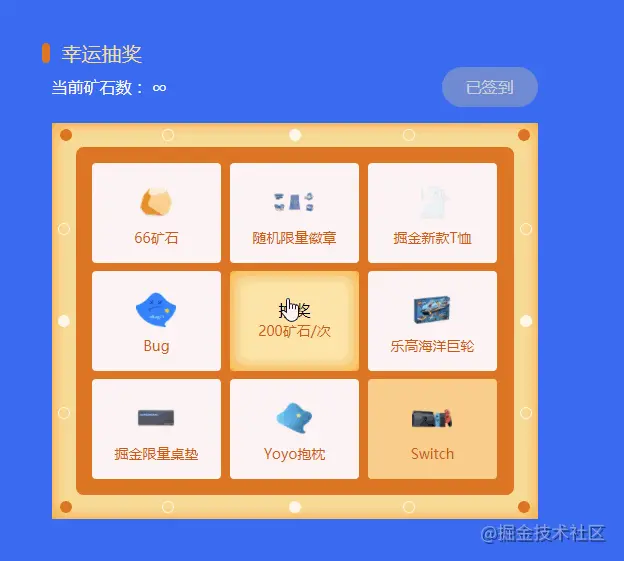 幸运抽奖
当前矿石数： ∞
已签到
66矿石
随机限量徽章
掘金新款T恤
Bug
抽奖
200矿石/次
乐高海洋巨轮
掘金限量桌垫
Yoyo抱枕
Switch
@掘金技术社区